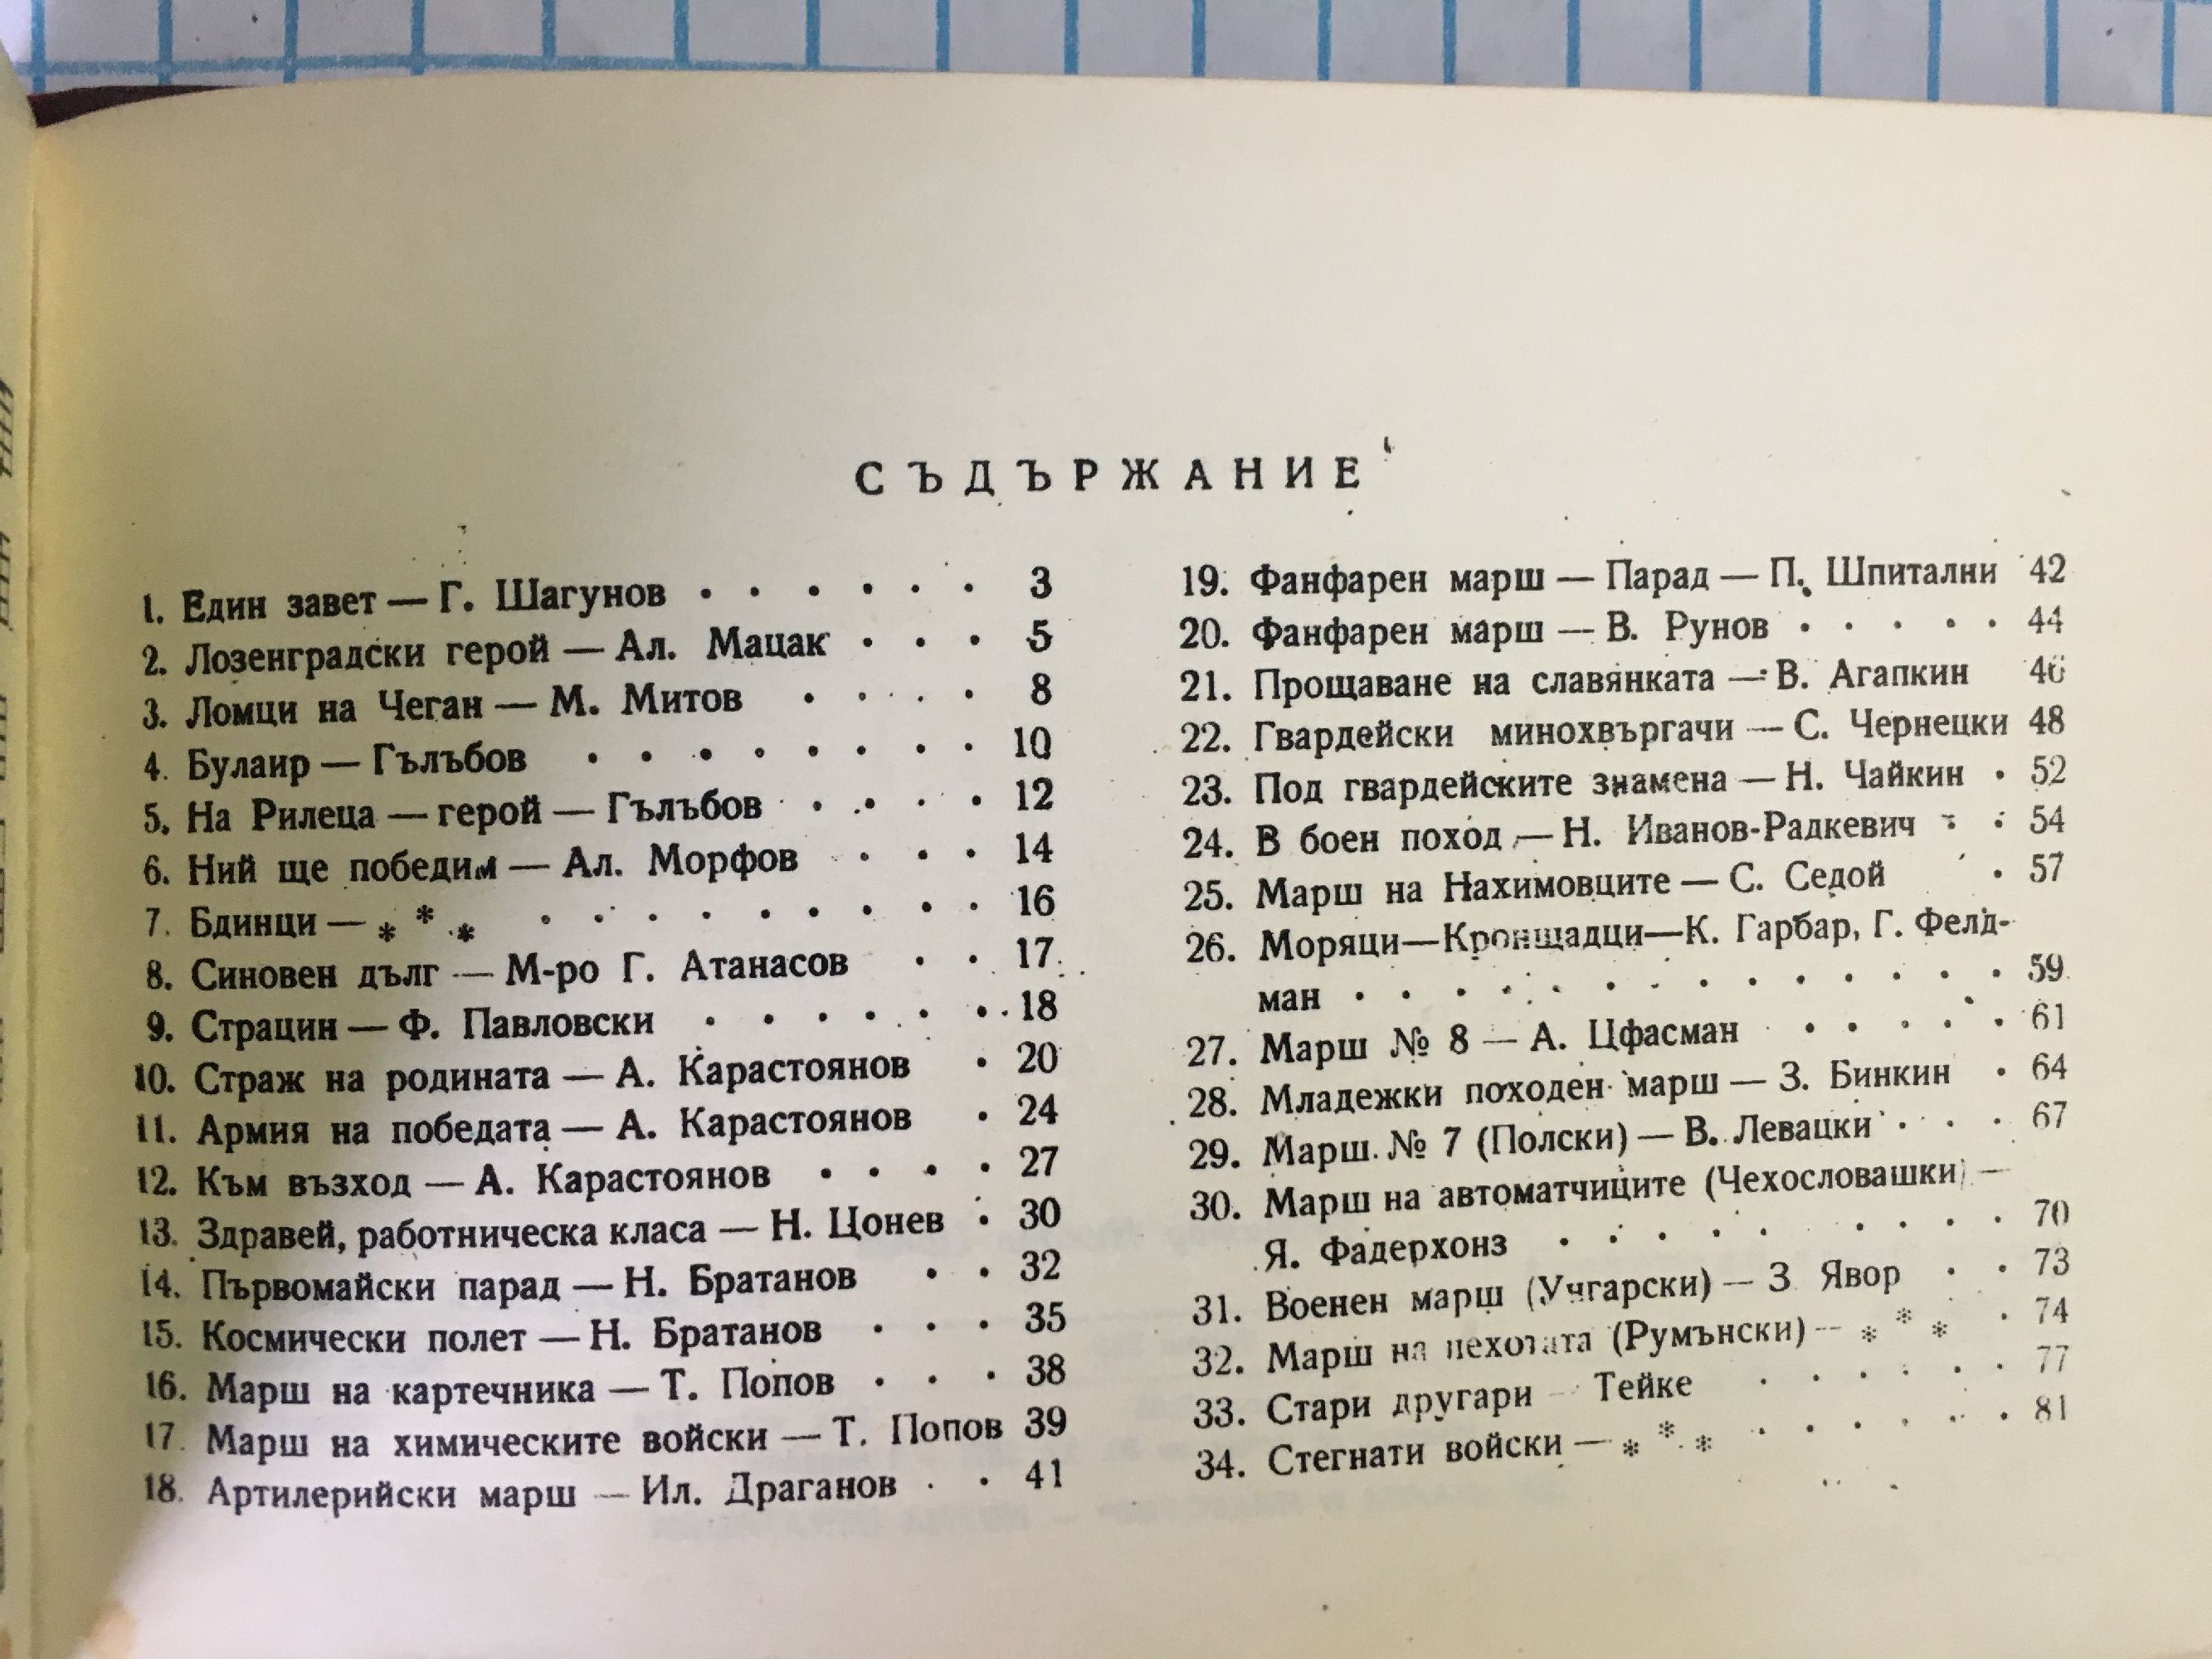 СЪДЪРЖАНИЕ
1. Един завет — Г. Шагунов . . . . . . 3
2. Лозенградски герой — Ал. Мацак . . . 5
3. Ломци на Чеган — М. Митов . . . . 8
4. Булаир — Гълъбов . . . . . . . . 10
5. На Рилеца — герой — Гълъбов . . . . 12
6. Ний ще победим — Ал. Морфов . . . 14
7. Бдинци — * * * . . . . . . . . . 16
8. Синовен дълг — М-ро Г. Атанасов . . 17
9. Страцин — Ф. Павловски . . . . . . 18
10. Страж на родината — А. Карастоянов . 20
11. Армия на победата — А. Карастоянов . 24
12. Към възход — А. Карастоянов . . . . 27
13. Здравей, работническа класа — Н. Цонев . 30
14. Първомайски парад — Н. Братанов . . 32
15. Космически полет — Н. Братанов . . . 35
16. Марш на картечника — Т. Попов . . . 38
17. Марш на химическите войски — Т. Попов 39
18. Артилерийски марш — Ил. Драганов . . 41
19. Фанфарен марш — Парад — П. Шпитални 42
20. Фанфарен марш — В. Рунов . . . . . 44
21. Прощаване на славянката — В. Агапкин 46
22. Гвардейски минохвъргачи — С. Чернецки 48
23. Под гвардейските знамена — Н. Чайкин . 52
24. В боен поход — Н. Иванов-Радкевич . . 54
25. Марш на Нахимовците — С. Седой . 57
26. Моряци—Кронщадци—К. Гарбар, Г. Фелд-
ман . . . . . . . . . . . . . 59
27. Марш № 8 — А. Цфасман . . . . . 61
28. Младежки походен марш — З. Бинкин . 64
29. Марш № 7 (Полски) — В. Левацки . . . 67
30. Марш на автоматчиците (Чехословашки) —
Я. Фадерхонз . . . . . . . . 70
31. Военен марш (Унгарски) — З. Явор . . 73
32. Марш на пехотата (Румънски) — * * * . 74
33. Стари другари — Тейке . . . . . 77
34. Стегнати войски — * * * . . . . . 81